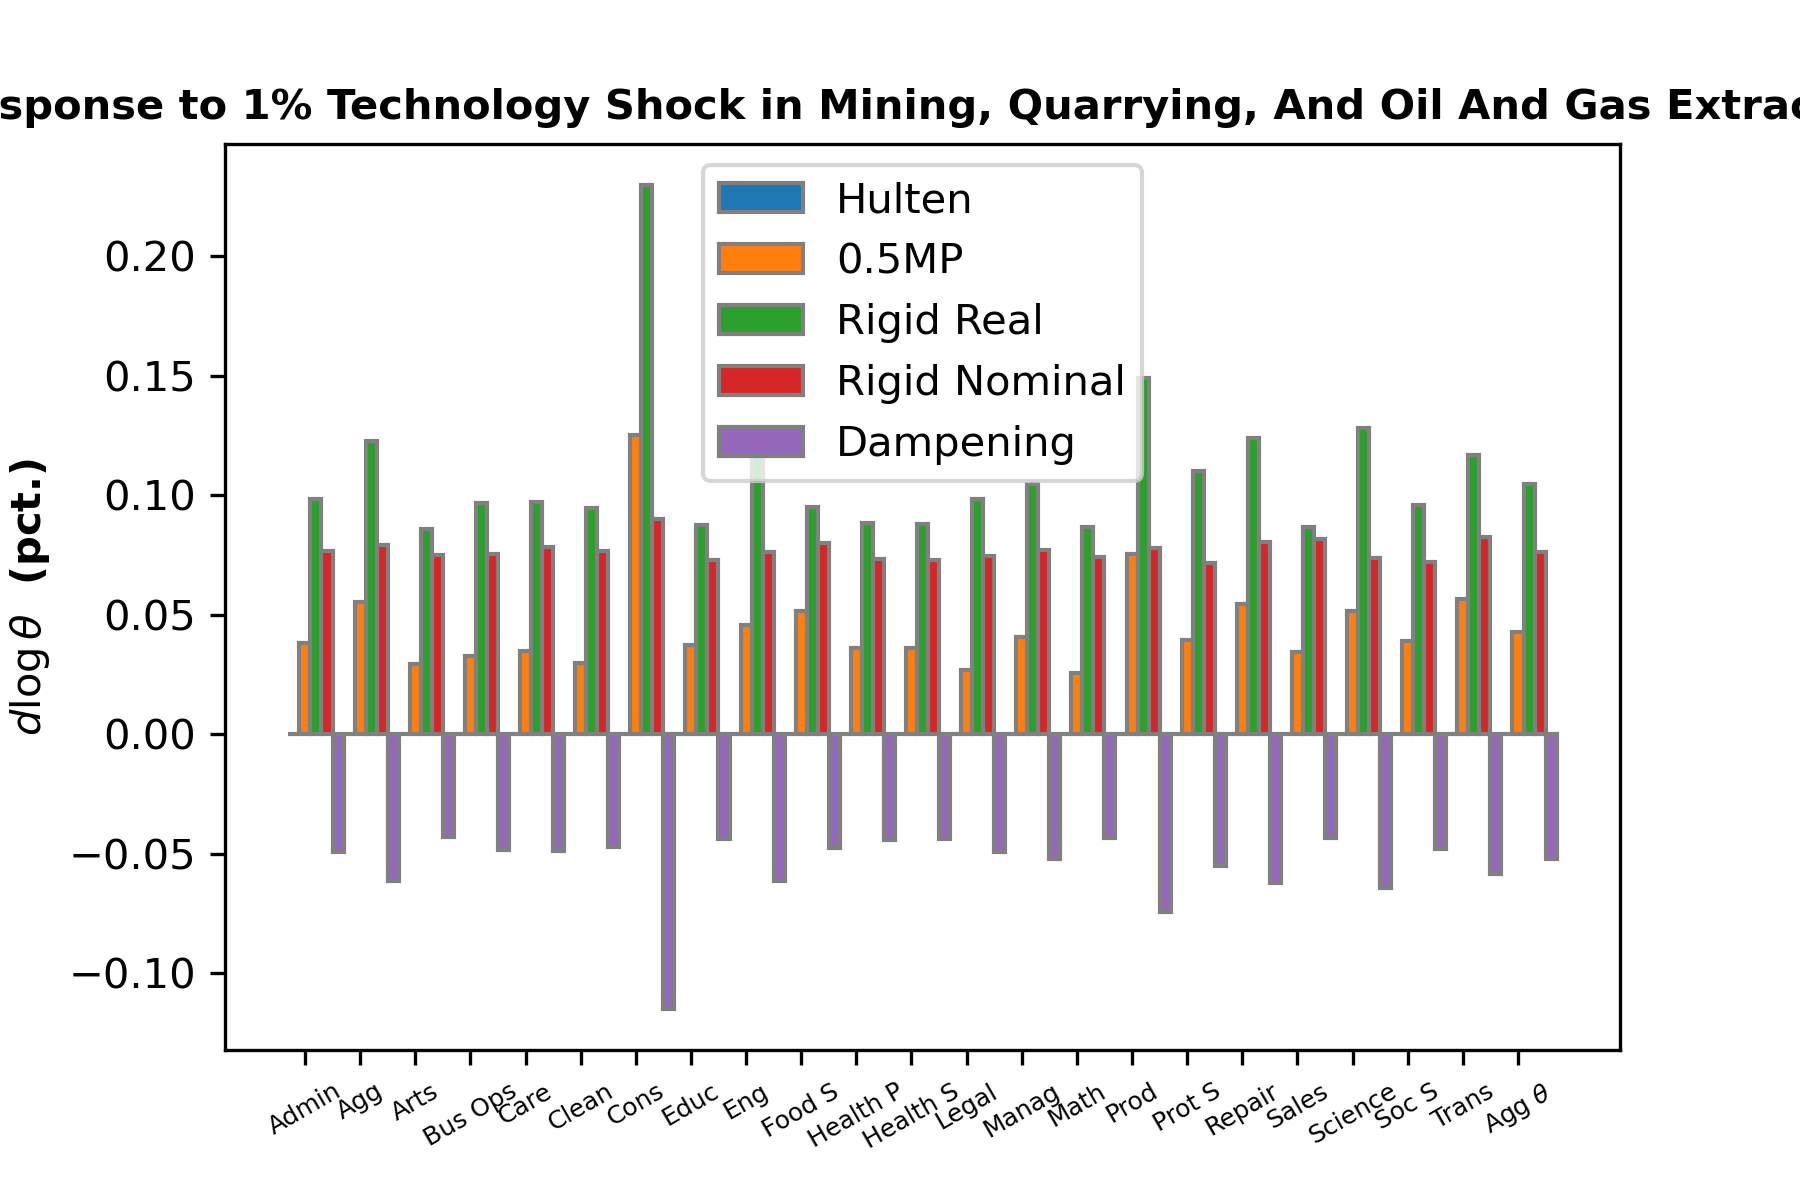 sponse to 1% Technology Shock in Mining, Quarrying, And Oil And Gas Extrac
Hulten
0.5MP
Rigid Real
Rigid Nominal
Dampening
dlog θ (pct.)
0.20
0.15
0.10
0.05
0.00
−0.05
−0.10
Admin
Agg
Arts
Bus Ops
Care
Clean
Cons
Educ
Eng
Food S
Health P
Health S
Legal
Manag
Math
Prod
Prot S
Repair
Sales
Science
Soc S
Trans
Agg θ